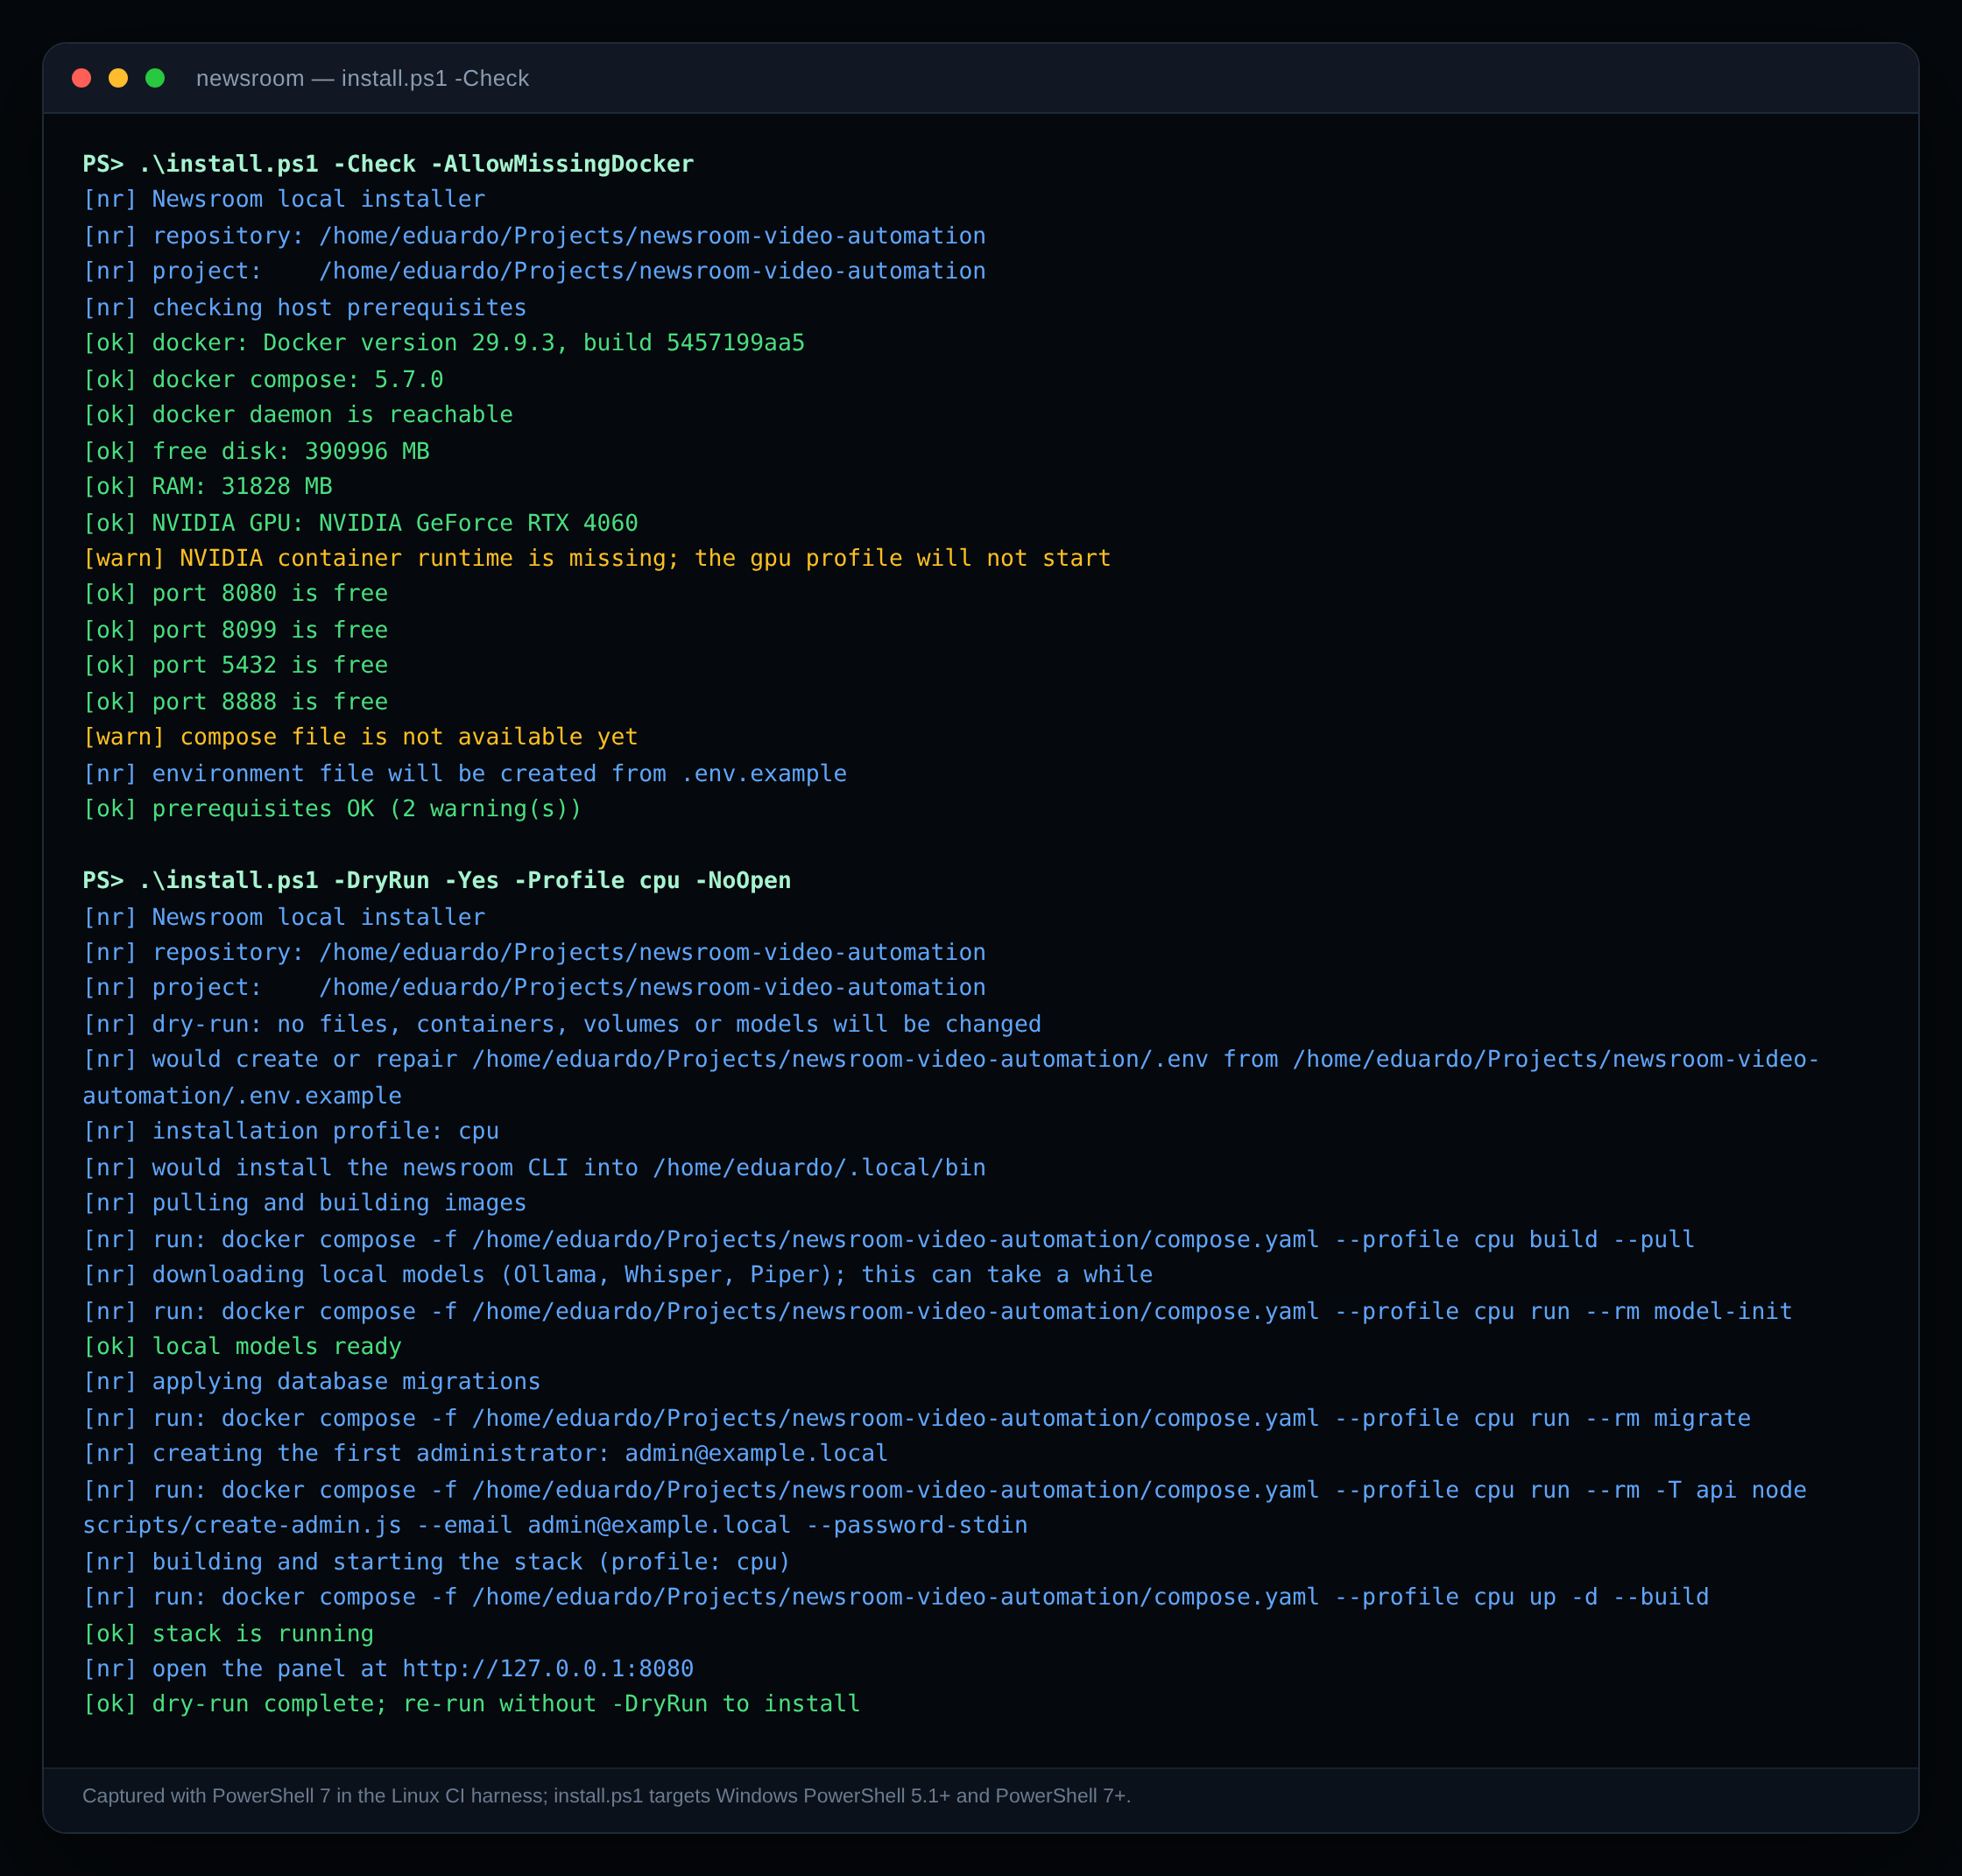 newsroom — install.ps1 -Check
PS> .\install.ps1 -Check -AllowMissingDocker
[nr] Newsroom local installer
[nr] repository: /home/eduardo/Projects/newsroom-video-automation
[nr] project:    /home/eduardo/Projects/newsroom-video-automation
[nr] checking host prerequisites
[ok] docker: Docker version 29.9.3, build 5457199aa5
[ok] docker compose: 5.7.0
[ok] docker daemon is reachable
[ok] free disk: 390996 MB
[ok] RAM: 31828 MB
[ok] NVIDIA GPU: NVIDIA GeForce RTX 4060
[warn] NVIDIA container runtime is missing; the gpu profile will not start
[ok] port 8080 is free
[ok] port 8099 is free
[ok] port 5432 is free
[ok] port 8888 is free
[warn] compose file is not available yet
[nr] environment file will be created from .env.example
[ok] prerequisites OK (2 warning(s))
PS> .\install.ps1 -DryRun -Yes -Profile cpu -NoOpen
[nr] Newsroom local installer
[nr] repository: /home/eduardo/Projects/newsroom-video-automation
[nr] project:    /home/eduardo/Projects/newsroom-video-automation
[nr] dry-run: no files, containers, volumes or models will be changed
[nr] would create or repair /home/eduardo/Projects/newsroom-video-automation/.env from /home/eduardo/Projects/newsroom-video-
automation/.env.example
[nr] installation profile: cpu
[nr] would install the newsroom CLI into /home/eduardo/.local/bin
[nr] pulling and building images
[nr] run: docker compose -f /home/eduardo/Projects/newsroom-video-automation/compose.yaml --profile cpu build --pull
[nr] downloading local models (Ollama, Whisper, Piper); this can take a while
[nr] run: docker compose -f /home/eduardo/Projects/newsroom-video-automation/compose.yaml --profile cpu run --rm model-init
[ok] local models ready
[nr] applying database migrations
[nr] run: docker compose -f /home/eduardo/Projects/newsroom-video-automation/compose.yaml --profile cpu run --rm migrate
[nr] creating the first administrator: admin@example.local
[nr] run: docker compose -f /home/eduardo/Projects/newsroom-video-automation/compose.yaml --profile cpu run --rm -T api node
scripts/create-admin.js --email admin@example.local --password-stdin
[nr] building and starting the stack (profile: cpu)
[nr] run: docker compose -f /home/eduardo/Projects/newsroom-video-automation/compose.yaml --profile cpu up -d --build
[ok] stack is running
[nr] open the panel at http://127.0.0.1:8080
[ok] dry-run complete; re-run without -DryRun to install
Captured with PowerShell 7 in the Linux CI harness; install.ps1 targets Windows PowerShell 5.1+ and PowerShell 7+.